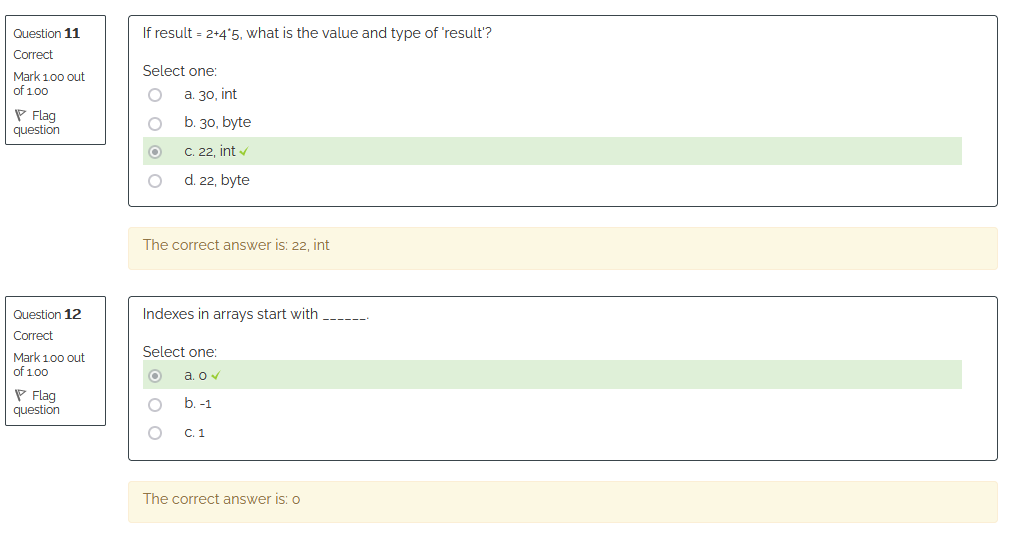 Question 11
Correct
Mark 1.00 out
of 1.00
Flag
question
If result = 2+4*5, what is the value and type of 'result'?
Select one:
a. 30, int
b. 30, byte
c. 22, int
d. 22, byte
The correct answer is: 22, int
Question 12
Correct
Mark 1.00 out
of 1.00
Flag
question
Indexes in arrays start with ______.
Select one:
a. 0
b. -1
c. 1
The correct answer is: 0